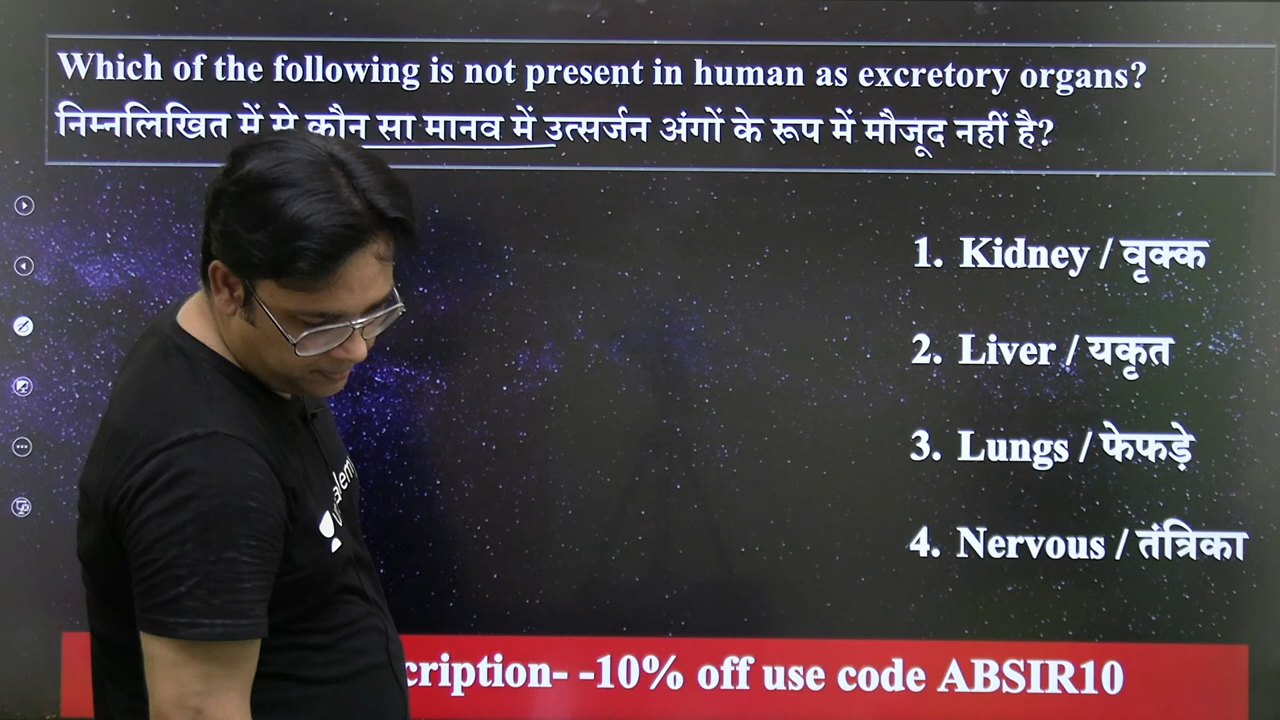 Which of the following is not present in human as excretory organs?
निम्नलिखित में से कौन सा मानव में उत्सर्जन अंगों के रूप में मौजूद नहीं है?
1. Kidney / वृक्क
2. Liver / यकृत
3. Lungs / फेफड़े
4. Nervous / तंत्रिका
cription- -10% off use code ABSIR10